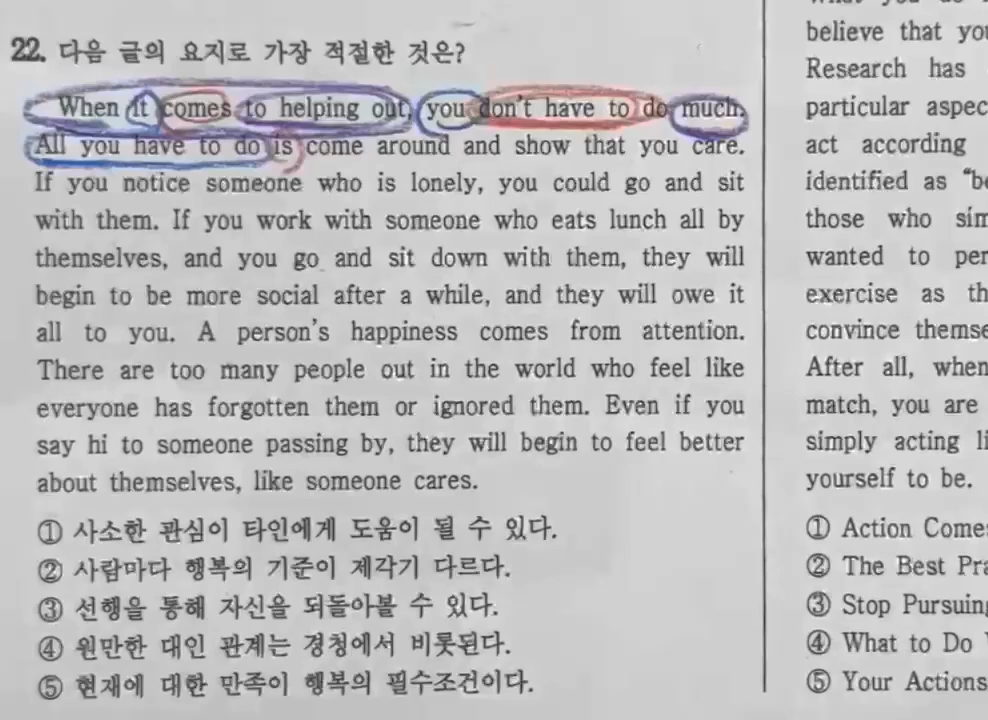 22. 다음 글의 요지로 가장 적절한 것은?
When it comes to helping out, you don't have to do much.
All you have to do is come around and show that you care.
If you notice someone who is lonely, you could go and sit
with them. If you work with someone who eats lunch all by
themselves, and you go and sit down with them, they will
begin to be more social after a while, and they will owe it
all to you. A person's happiness comes from attention.
There are too many people out in the world who feel like
everyone has forgotten them or ignored them. Even if you
say hi to someone passing by, they will begin to feel better
about themselves, like someone cares.
① 사소한 관심이 타인에게 도움이 될 수 있다.
② 사람마다 행복의 기준이 제각기 다르다.
③ 선행을 통해 자신을 되돌아볼 수 있다.
④ 원만한 대인 관계는 경청에서 비롯된다.
⑤ 현재에 대한 만족이 행복의 필수조건이다.
believe that
Research has
particular
act according
identified as
those who
wanted to
exercise as
convince
After all, when
match, you are
simply acting
yourself to be.
① Action
② The Best
③ Stop
④ What to Do
⑤ Your Actions